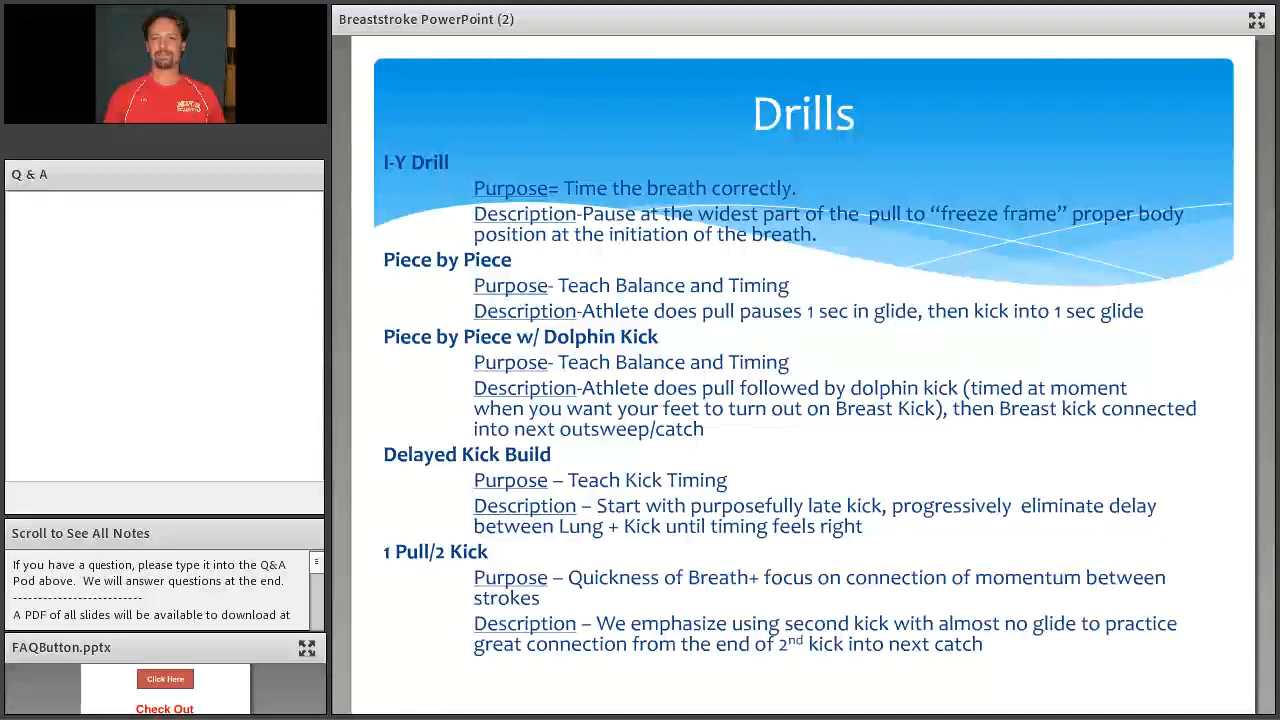 Breaststroke PowerPoint (2)
Drills
I-Y Drill
Purpose= Time the breath correctly.
Description-Pause at the widest part of the pull to “freeze frame” proper body
position at the initiation of the breath.
Piece by Piece
Purpose- Teach Balance and Timing
Description-Athlete does pull pauses 1 sec in glide, then kick into 1 sec glide
Piece by Piece w/ Dolphin Kick
Purpose- Teach Balance and Timing
Description-Athlete does pull followed by dolphin kick (timed at moment
when you want your feet to turn out on Breast Kick), then Breast kick connected
into next outsweep/catch
Delayed Kick Build
Purpose – Teach Kick Timing
Description – Start with purposefully late kick, progressively eliminate delay
between Lung + Kick until timing feels right
1 Pull/2 Kick
Purpose – Quickness of Breath+ focus on connection of momentum between
strokes
Description – We emphasize using second kick with almost no glide to practice
great connection from the end of 2nd kick into next catch
Q & A
Scroll to See All Notes
If you have a question, please type it into the Q&A
Pod above. We will answer questions at the end.
--------------------------
A PDF of all slides will be available to download at
FAQButton.pptx
Click Here
Check Out